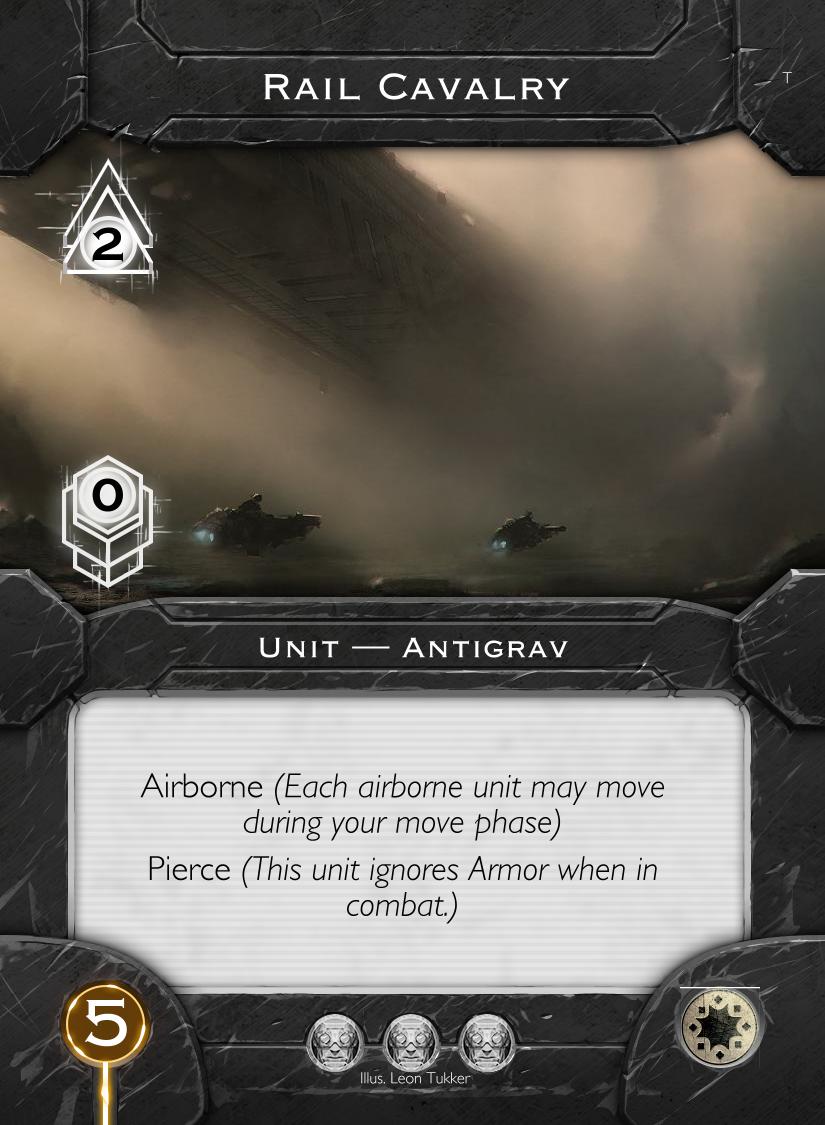 Rail Cavalry
T
2
0
Unit — Antigrav
Airborne (Each airborne unit may move
during your move phase)
Pierce (This unit ignores Armor when in
combat.)
5
Illus. Leon Tukker